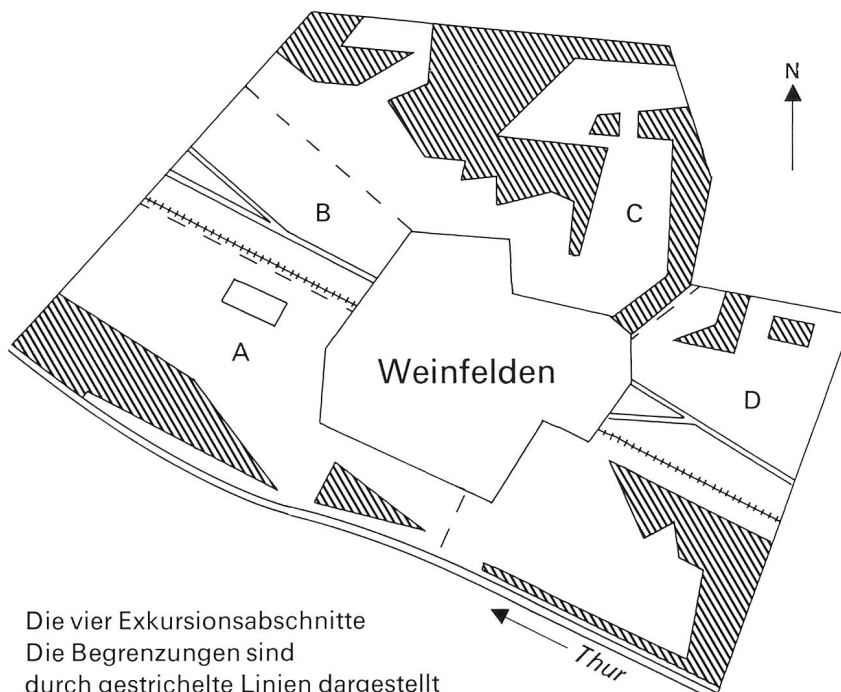 N
B
C
A
Weinfelden
D
Die vier Exkursionsabschnitte
Die Begrenzungen sind
durch gestrichelte Linien dargestellt
Thur